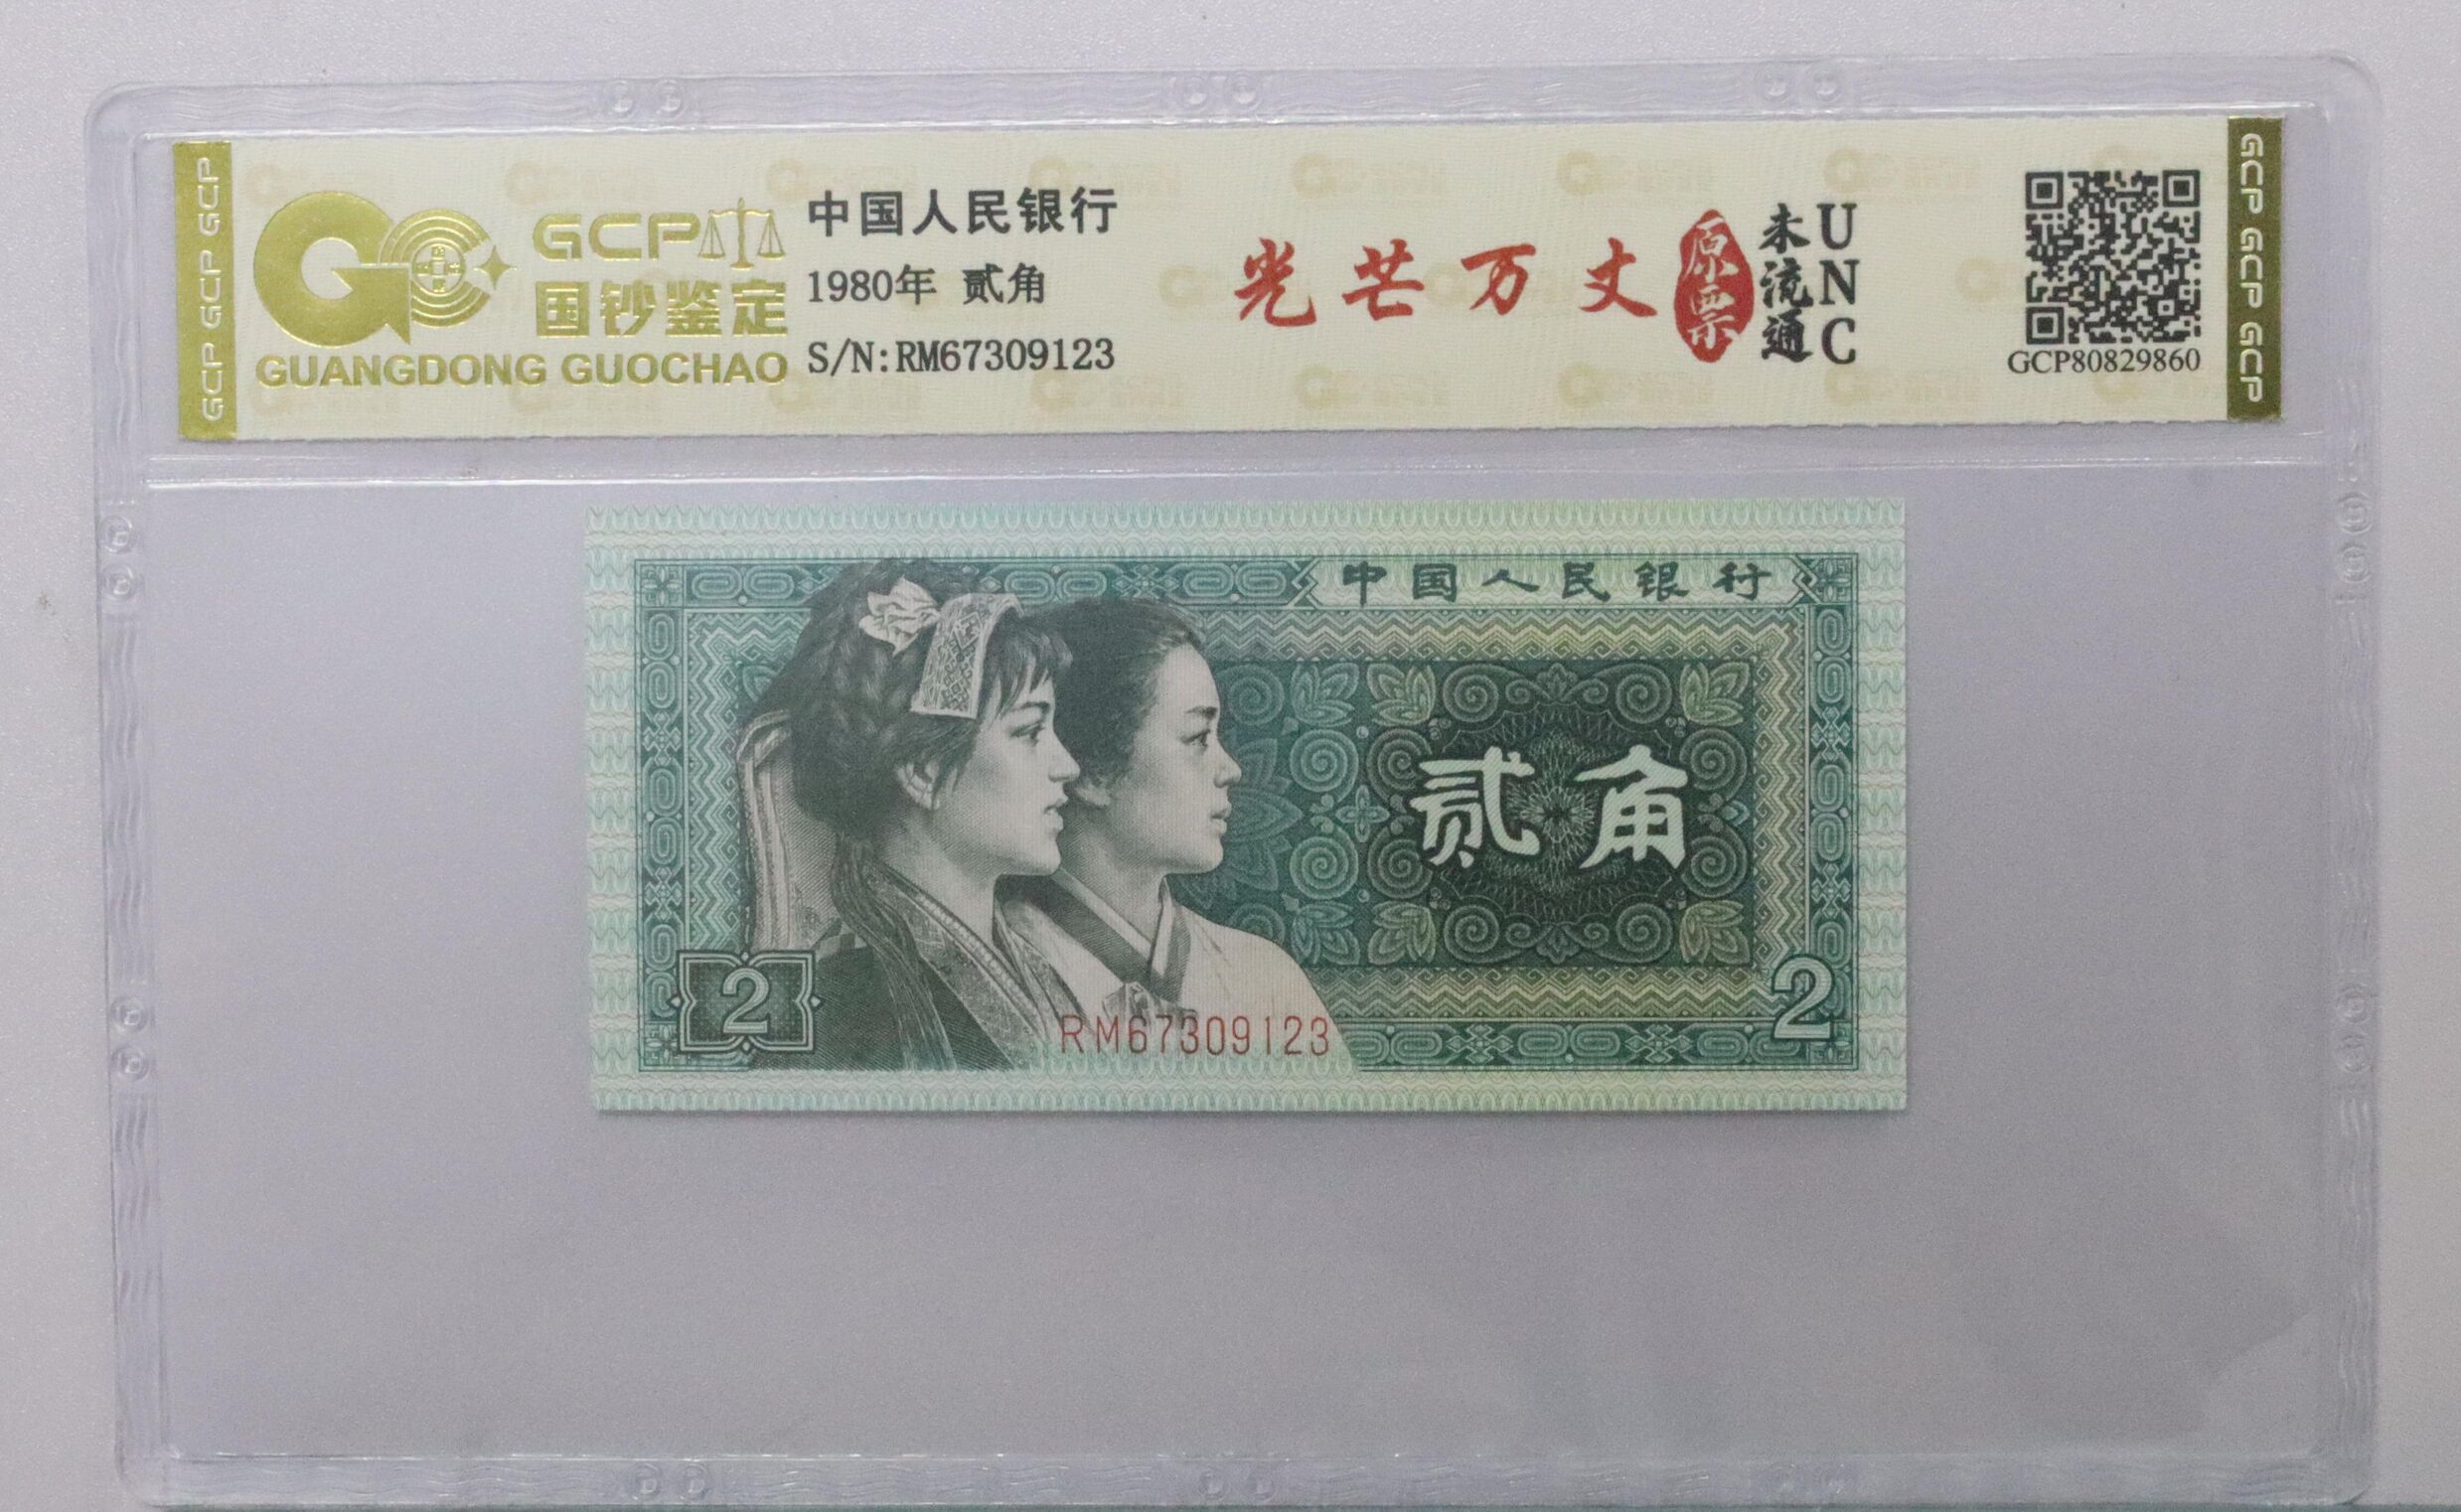 GCP GCP GCP
GCP
国钞鉴定
GUANGDONG GUOCHAO
中国人民银行
1980年 贰角
S/N:RM67309123
光芒万丈
原票
未流通
UNC
GCP80829860
GCP GCP GCP
中国人民银行
贰角
2
RM67309123
2